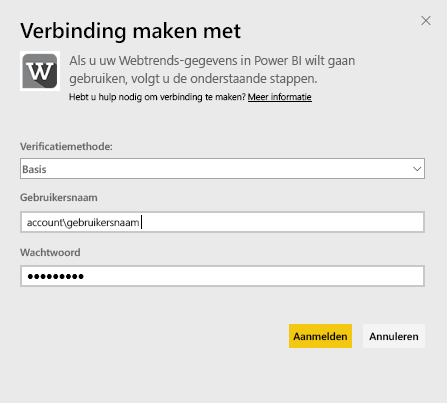 Verbinding maken met
W
Als u uw Webtrends-gegevens in Power BI wilt gaan
gebruiken, volgt u de onderstaande stappen.
Hebt u hulp nodig om verbinding te maken? Meer informatie
Verificatiemethode:
Basis
Gebruikersnaam
account\gebruikersnaam
Wachtwoord
●●●●●●●●●
Aanmelden Annuleren